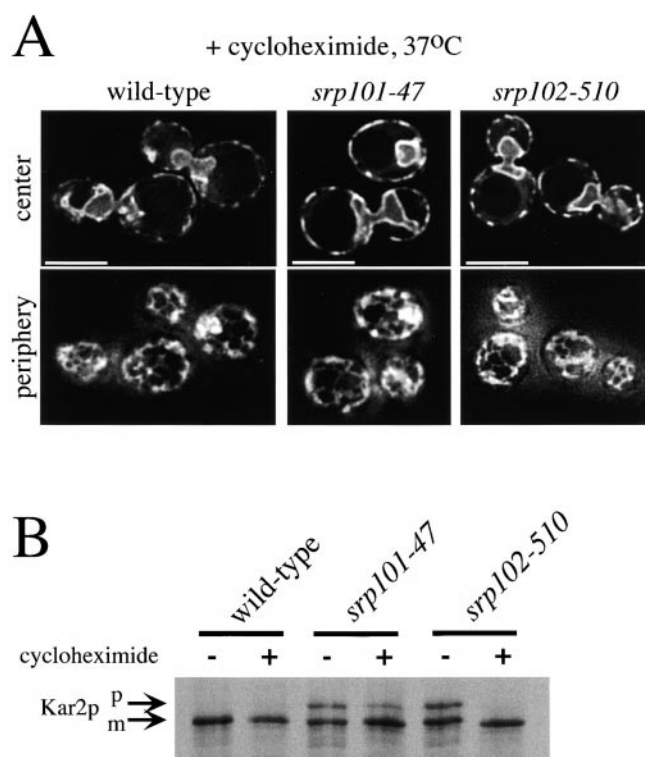 A
+ cycloheximide, 37°C
wild-type srp101-47 srp102-510
center
periphery
B
wild-type srp101-47 srp102-510
cycloheximide - + - + - +
Kar2p p
m